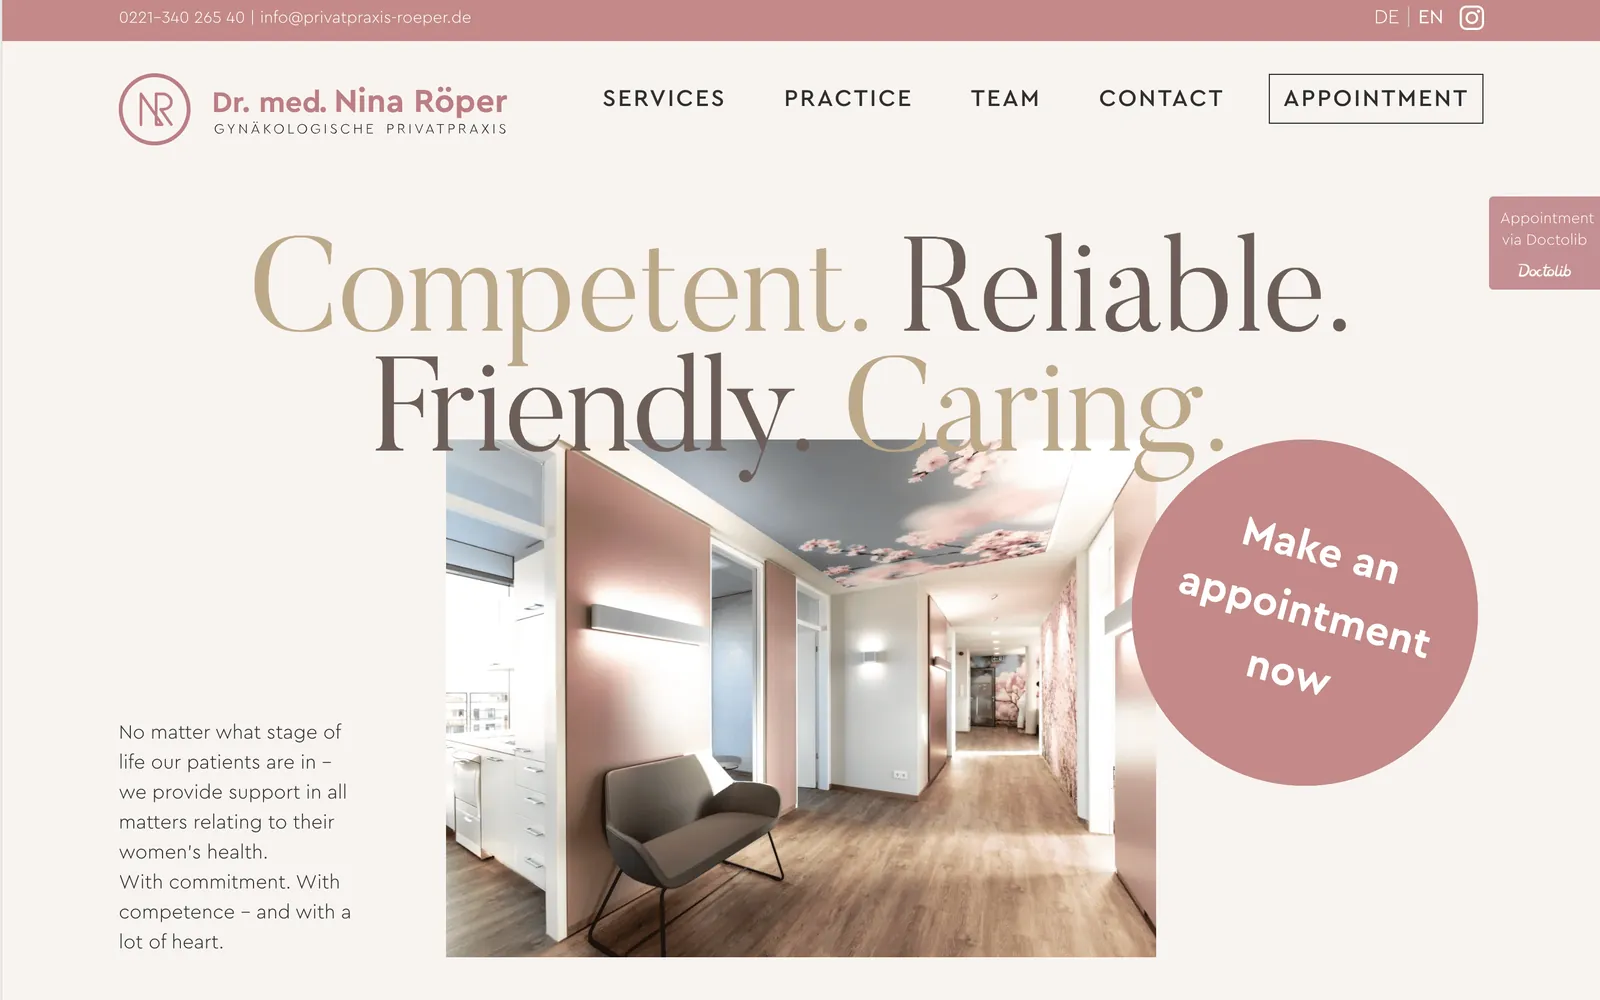 0221-340 265 40 | info@privatpraxis-roeper.de
DE | EN
NR
Dr. med. Nina Röper
GYNÄKOLOGISCHE PRIVATPRAXIS
SERVICES
PRACTICE
TEAM
CONTACT
APPOINTMENT
Appointment
via Doctolib
Doctolib
Competent. Reliable.
Friendly. Caring.
Make an
appointment
now
No matter what stage of
life our patients are in –
we provide support in all
matters relating to their
women's health.
With commitment. With
competence – and with a
lot of heart.